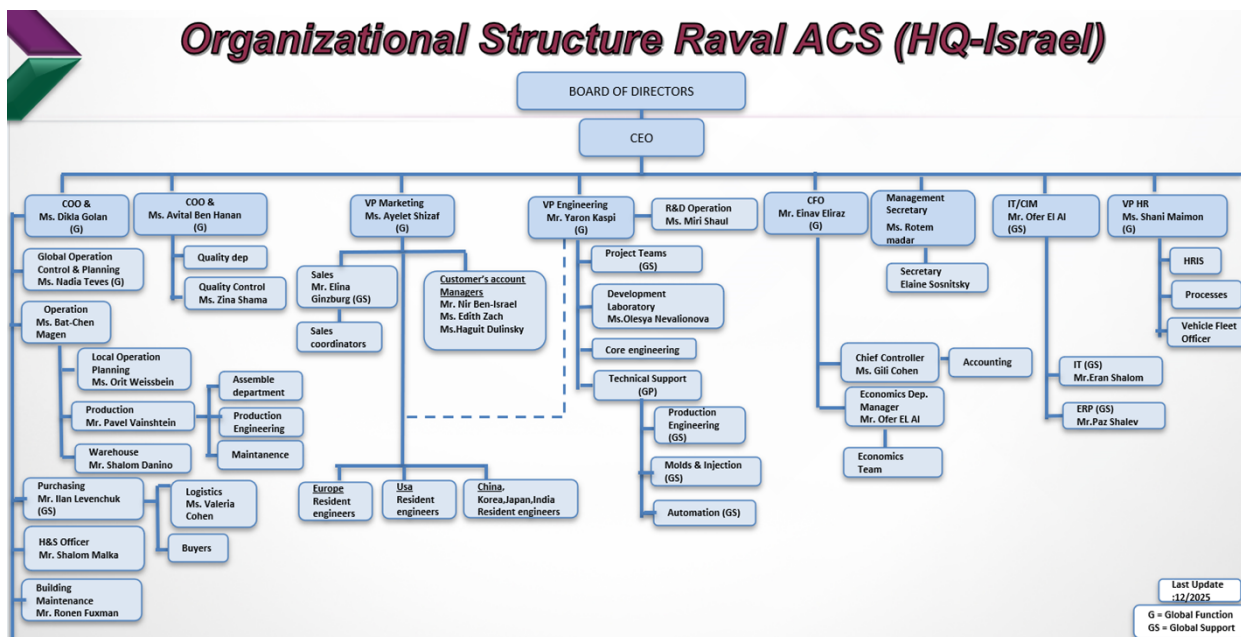 Organizational Structure Raval ACS (HQ-Israel)
BOARD OF DIRECTORS
CEO
COO &
Ms. Dikla Golan
(G)
Global Operation
Control & Planning
Ms. Nadia Teves (G)
Operation
Ms. Bat-Chen
Magen
Local Operation
Planning
Ms. Orit Weissbein
Production
Mr. Pavel Vainshtein
Assemble
department
Production
Engineering
Maintanence
Warehouse
Mr. Shalom Danino
Purchasing
Mr. Ilan Levenchuk
(GS)
Logistics
Ms. Valeria
Cohen
Buyers
H&S Officer
Mr. Shalom Malka
Building
Maintenance
Mr. Ronen Fuxman
COO &
Ms. Avital Ben Hanan
(G)
Quality dep
Quality Control
Ms. Zina Shama
VP Marketing
Ms. Ayelet Shizaf
(G)
Sales
Mr. Elina
Ginzburg (GS)
Sales
coordinators
Customer's account
Managers
Mr. Nir Ben-Israel
Ms. Edith Zach
Ms.Haguit Dulinsky
Europe
Resident
engineers
Usa
Resident
engineers
China,
Korea,Japan,India
Resident engineers
VP Engineering
Mr. Yaron Kaspi
(G)
R&D Operation
Ms. Miri Shaul
Project Teams
(GS)
Development
Laboratory
Ms.Olesya Nevalionova
Core engineering
Technical Support
(GP)
Production
Engineering
(GS)
Molds & Injection
(GS)
Automation (GS)
CFO
Mr. Einav Eliraz
(G)
Chief Controller
Ms. Gili Cohen
Accounting
Economics Dep.
Manager
Mr. Ofer EL Al
Economics
Team
Management
Secretary
Ms. Rotem
madar
Secretary
Elaine Sosnitsky
IT/CIM
Mr. Ofer El Al
(GS)
IT (GS)
Mr.Eran Shalom
ERP (GS)
Mr.Paz Shalev
VP HR
Ms. Shani Maimon
(G)
HRIS
Processes
Vehicle Fleet
Officer
Last Update
:12/2025
G = Global Function
GS = Global Support